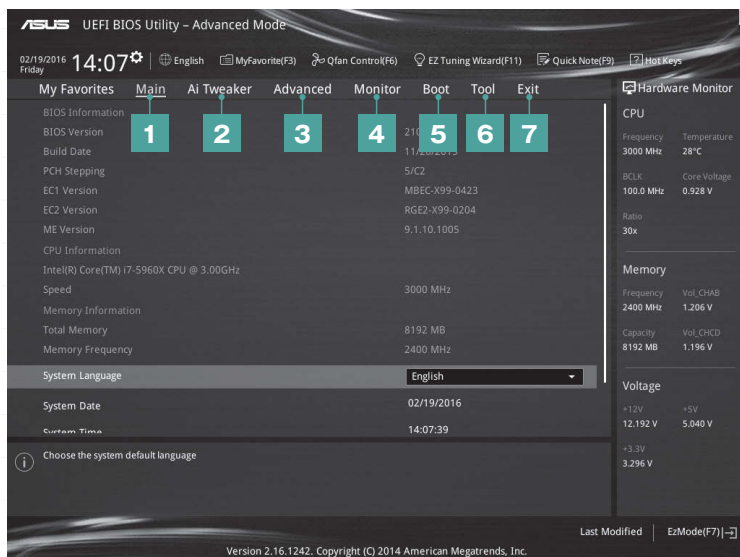 ASUS UEFI BIOS Utility – Advanced Mode
02/19/2016 Friday 14:07 English MyFavorite(F3) Qfan Control(F6) EZ Tuning Wizard(F11) Quick Note(F9) ? Hot Keys
My Favorites Main Ai Tweaker Advanced Monitor Boot Tool Exit
1 2 3 4 5 6 7
BIOS Information
BIOS Version
Build Date
PCH Stepping 5/C2
EC1 Version MBEC-X99-0423
EC2 Version RGE2-X99-0204
ME Version 9.1.10.1005
CPU Information
Intel(R) Core(TM) i7-5960X CPU @ 3.00GHz
Speed 3000 MHz
Memory Information
Total Memory 8192 MB
Memory Frequency 2400 MHz
System Language English
System Date 02/19/2016
System Time 14:07:39
i Choose the system default language
Hardware Monitor
CPU
Frequency Temperature
3000 MHz 28°C
BCLK Core Voltage
100.0 MHz 0.928 V
Ratio
30x
Memory
Frequency Vol_CHAB
2400 MHz 1.206 V
Capacity Vol_CHCD
8192 MB 1.196 V
Voltage
+12V +5V
12.192 V 5.040 V
+3.3V
3.296 V
Last Modified EzMode(F7)
Version 2.16.1242. Copyright (C) 2014 American Megatrends, Inc.